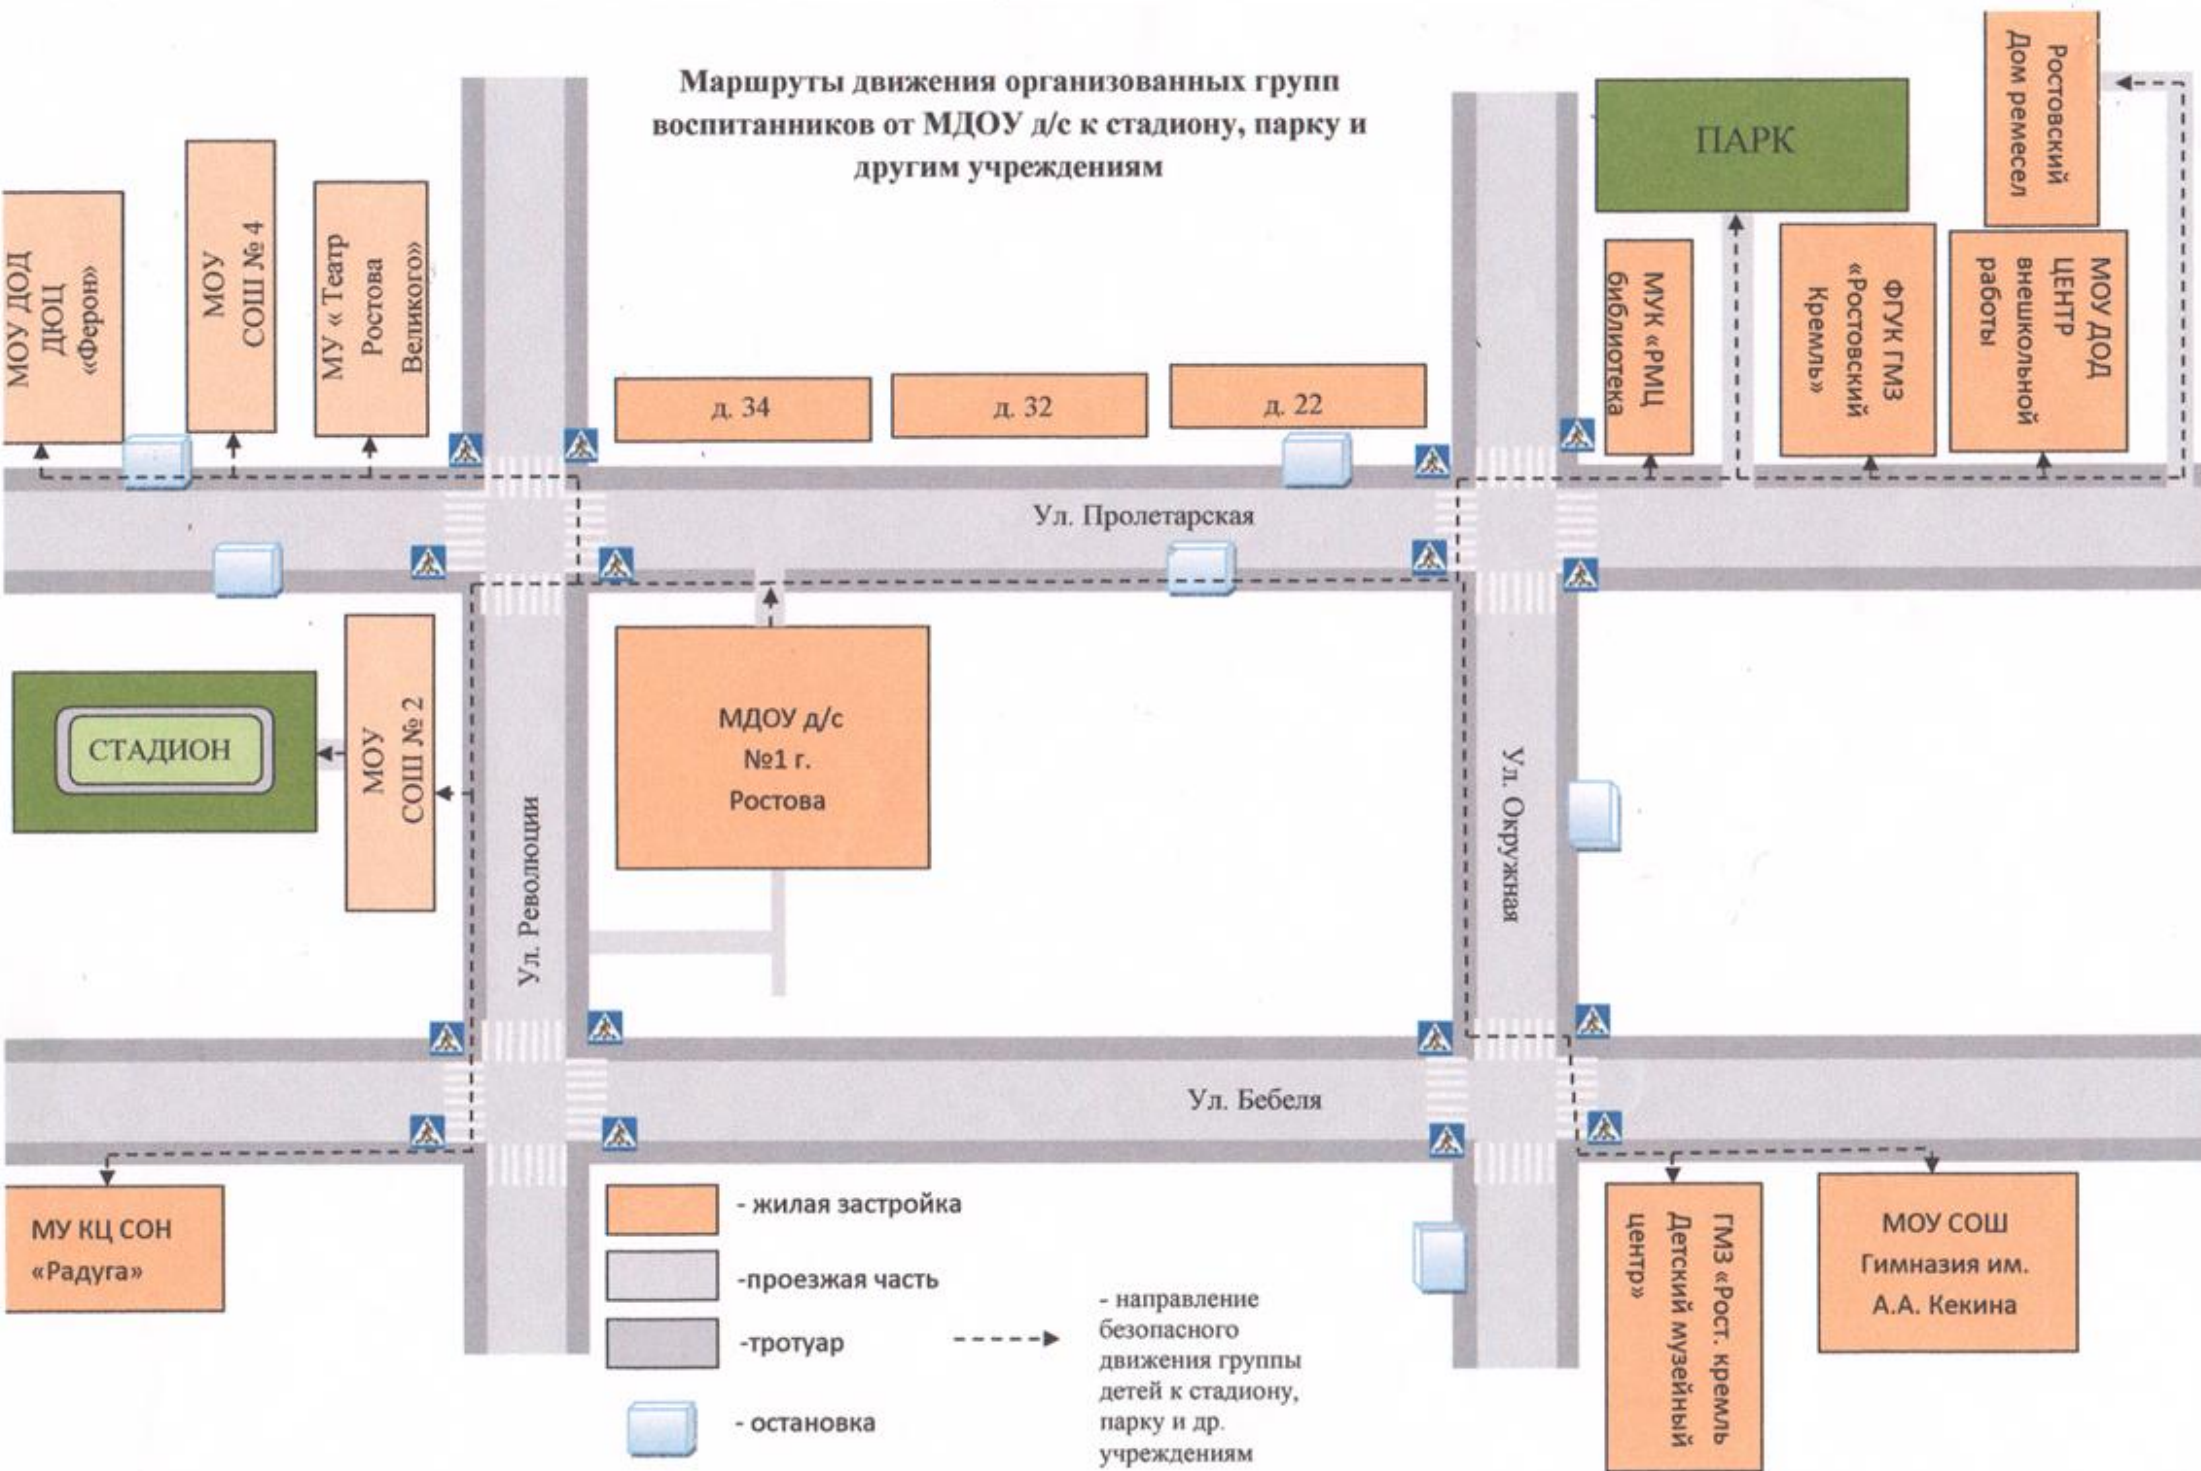 Маршруты движения организованных групп
воспитанников от МДОУ д/с к стадиону, парку и
другим учреждениям
МОУ ДОД
ДЮЦ
«Ферон»
МОУ
СОШ № 4
МУ « Театр
Ростова
Великого»
д. 34
д. 32
д. 22
ПАРК
Ростовский
Дом ремесел
МУК «РМЦ
библиотека
ФГУК ГМЗ
«Ростовский
Кремль»
МОУ ДОД
ЦЕНТР
внешкольной
работы
Ул. Пролетарская
СТАДИОН
МОУ
СОШ № 2
Ул. Революции
МДОУ д/с
№1 г.
Ростова
Ул. Окружная
Ул. Бебеля
МУ КЦ СОН
«Радуга»
- жилая застройка
-проезжая часть
-тротуар
- остановка
- направление
безопасного
движения группы
детей к стадиону,
парку и др.
учреждениям
ГМЗ «Рост. кремль
Детский музейный
центр»
МОУ СОШ
Гимназия им.
А.А. Кекина